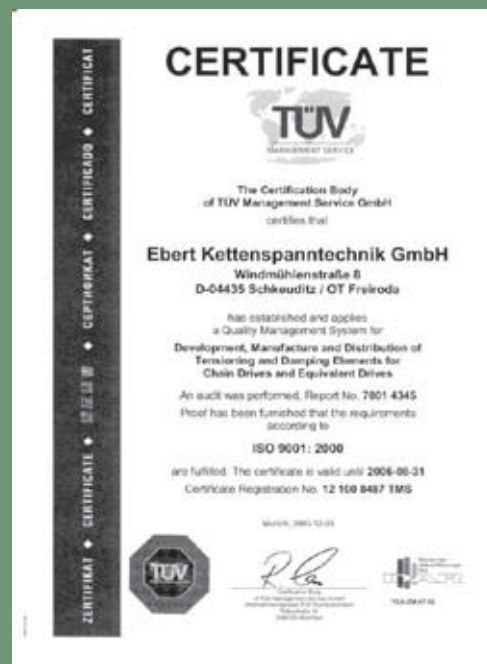 CERTIFICATE
TÜV
MANAGEMENT SERVICE
The Certification Body
of TÜV Management Service GmbH
certifies that
Ebert Kettenspanntechnik GmbH
Windmühlenstraße 8
D-04435 Schkeuditz / OT Freiroda
has established and applies
a Quality Management System for
Development, Manufacture and Distribution of
Tensioning and Damping Elements for
Chain Drives and Equivalent Drives
An audit was performed, Report No. 7001 4345
Proof has been furnished that the requirements
according to
ISO 9001: 2000
are fulfilled. The certificate is valid until 2006-08-31
Certificate Registration No. 12 100 8487 TMS
Munich,
TÜV
ZERTIFIKAT ◆ CERTIFICATE ◆
◆ СЕРТИФИКАТ ◆ CERTIFICADO ◆ CERTIFICAT